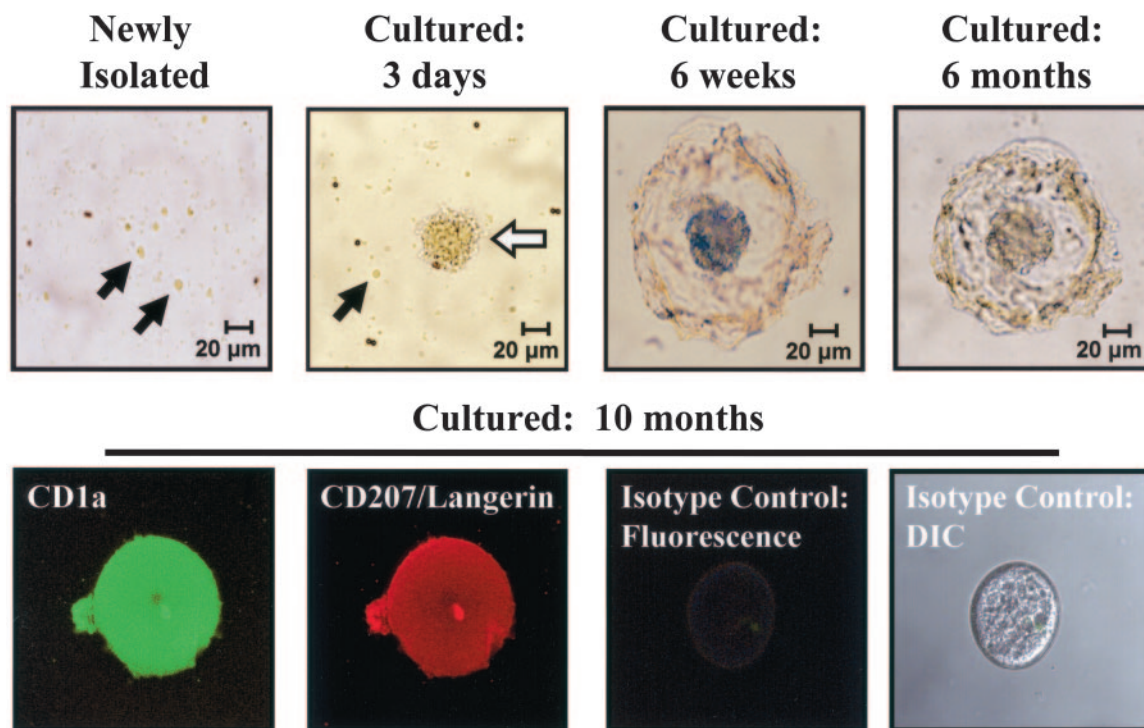 Newly
Isolated
Cultured:
3 days
Cultured:
6 weeks
Cultured:
6 months
20 µm
20 µm
20 µm
20 µm
Cultured: 10 months
CD1a
CD207/Langerin
Isotype Control:
Fluorescence
Isotype Control:
DIC